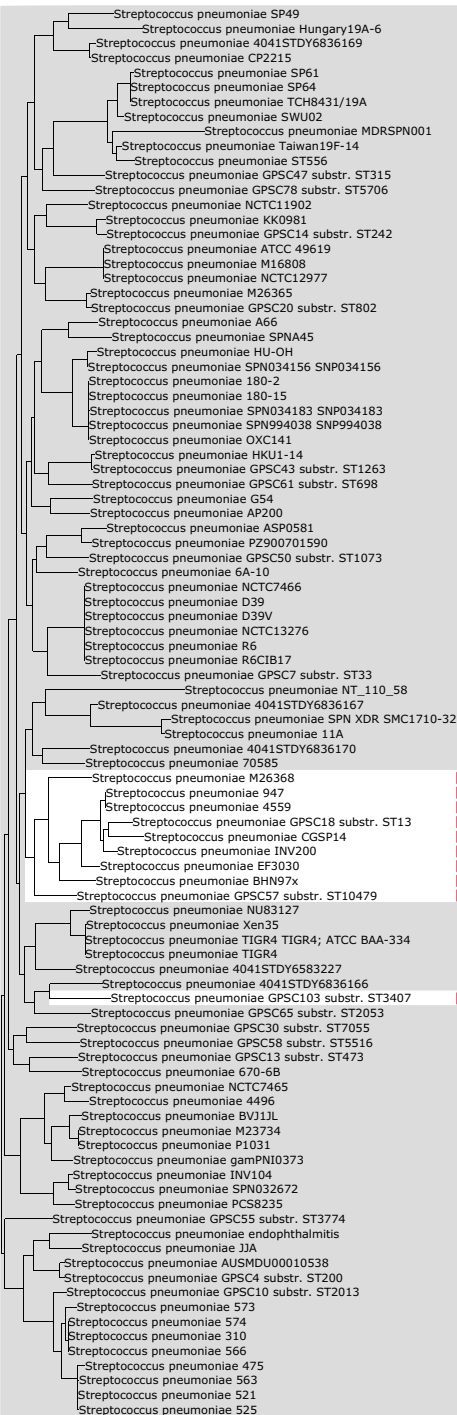 Streptococcus pneumoniae SP49
Streptococcus pneumoniae Hungary19A-6
Streptococcus pneumoniae 4041STDY6836169
Streptococcus pneumoniae CP2215
Streptococcus pneumoniae SP61
Streptococcus pneumoniae SP64
Streptococcus pneumoniae TCH8431/19A
Streptococcus pneumoniae SWU02
Streptococcus pneumoniae MDRSPN001
Streptococcus pneumoniae Taiwan19F-14
Streptococcus pneumoniae ST556
Streptococcus pneumoniae GPSC47 substr. ST315
Streptococcus pneumoniae GPSC78 substr. ST5706
Streptococcus pneumoniae NCTC11902
Streptococcus pneumoniae KK0981
Streptococcus pneumoniae GPSC14 substr. ST242
Streptococcus pneumoniae ATCC 49619
Streptococcus pneumoniae M16808
Streptococcus pneumoniae NCTC12977
Streptococcus pneumoniae M26365
Streptococcus pneumoniae GPSC20 substr. ST802
Streptococcus pneumoniae A66
Streptococcus pneumoniae SPNA45
Streptococcus pneumoniae HU-OH
Streptococcus pneumoniae SPN034156 SNP034156
Streptococcus pneumoniae 180-2
Streptococcus pneumoniae 180-15
Streptococcus pneumoniae SPN034183 SNP034183
Streptococcus pneumoniae SPN994038 SNP994038
Streptococcus pneumoniae OXC141
Streptococcus pneumoniae HKU1-14
Streptococcus pneumoniae GPSC43 substr. ST1263
Streptococcus pneumoniae GPSC61 substr. ST698
Streptococcus pneumoniae G54
Streptococcus pneumoniae AP200
Streptococcus pneumoniae ASP0581
Streptococcus pneumoniae PZ900701590
Streptococcus pneumoniae GPSC50 substr. ST1073
Streptococcus pneumoniae 6A-10
Streptococcus pneumoniae NCTC7466
Streptococcus pneumoniae D39
Streptococcus pneumoniae D39V
Streptococcus pneumoniae NCTC13276
Streptococcus pneumoniae R6
Streptococcus pneumoniae R6CIB17
Streptococcus pneumoniae GPSC7 substr. ST33
Streptococcus pneumoniae NT_110_58
Streptococcus pneumoniae 4041STDY6836167
Streptococcus pneumoniae SPN XDR SMC1710-32
Streptococcus pneumoniae 11A
Streptococcus pneumoniae 4041STDY6836170
Streptococcus pneumoniae 70585
Streptococcus pneumoniae M26368
Streptococcus pneumoniae 947
Streptococcus pneumoniae 4559
Streptococcus pneumoniae GPSC18 substr. ST13
Streptococcus pneumoniae CGSP14
Streptococcus pneumoniae INV200
Streptococcus pneumoniae EF3030
Streptococcus pneumoniae BHN97x
Streptococcus pneumoniae GPSC57 substr. ST10479
Streptococcus pneumoniae NU83127
Streptococcus pneumoniae Xen35
Streptococcus pneumoniae TIGR4 TIGR4; ATCC BAA-334
Streptococcus pneumoniae TIGR4
Streptococcus pneumoniae 4041STDY6583227
Streptococcus pneumoniae 4041STDY6836166
Streptococcus pneumoniae GPSC103 substr. ST3407
Streptococcus pneumoniae GPSC65 substr. ST2053
Streptococcus pneumoniae GPSC30 substr. ST7055
Streptococcus pneumoniae GPSC58 substr. ST5516
Streptococcus pneumoniae GPSC13 substr. ST473
Streptococcus pneumoniae 670-6B
Streptococcus pneumoniae NCTC7465
Streptococcus pneumoniae 4496
Streptococcus pneumoniae BVJ1JL
Streptococcus pneumoniae M23734
Streptococcus pneumoniae P1031
Streptococcus pneumoniae gamPNI0373
Streptococcus pneumoniae INV104
Streptococcus pneumoniae SPN032672
Streptococcus pneumoniae PCS8235
Streptococcus pneumoniae GPSC55 substr. ST3774
Streptococcus pneumoniae endophthalmitis
Streptococcus pneumoniae JJA
Streptococcus pneumoniae AUSMDU00010538
Streptococcus pneumoniae GPSC4 substr. ST200
Streptococcus pneumoniae GPSC10 substr. ST2013
Streptococcus pneumoniae 573
Streptococcus pneumoniae 574
Streptococcus pneumoniae 310
Streptococcus pneumoniae 566
Streptococcus pneumoniae 475
Streptococcus pneumoniae 563
Streptococcus pneumoniae 521
Streptococcus pneumoniae 525